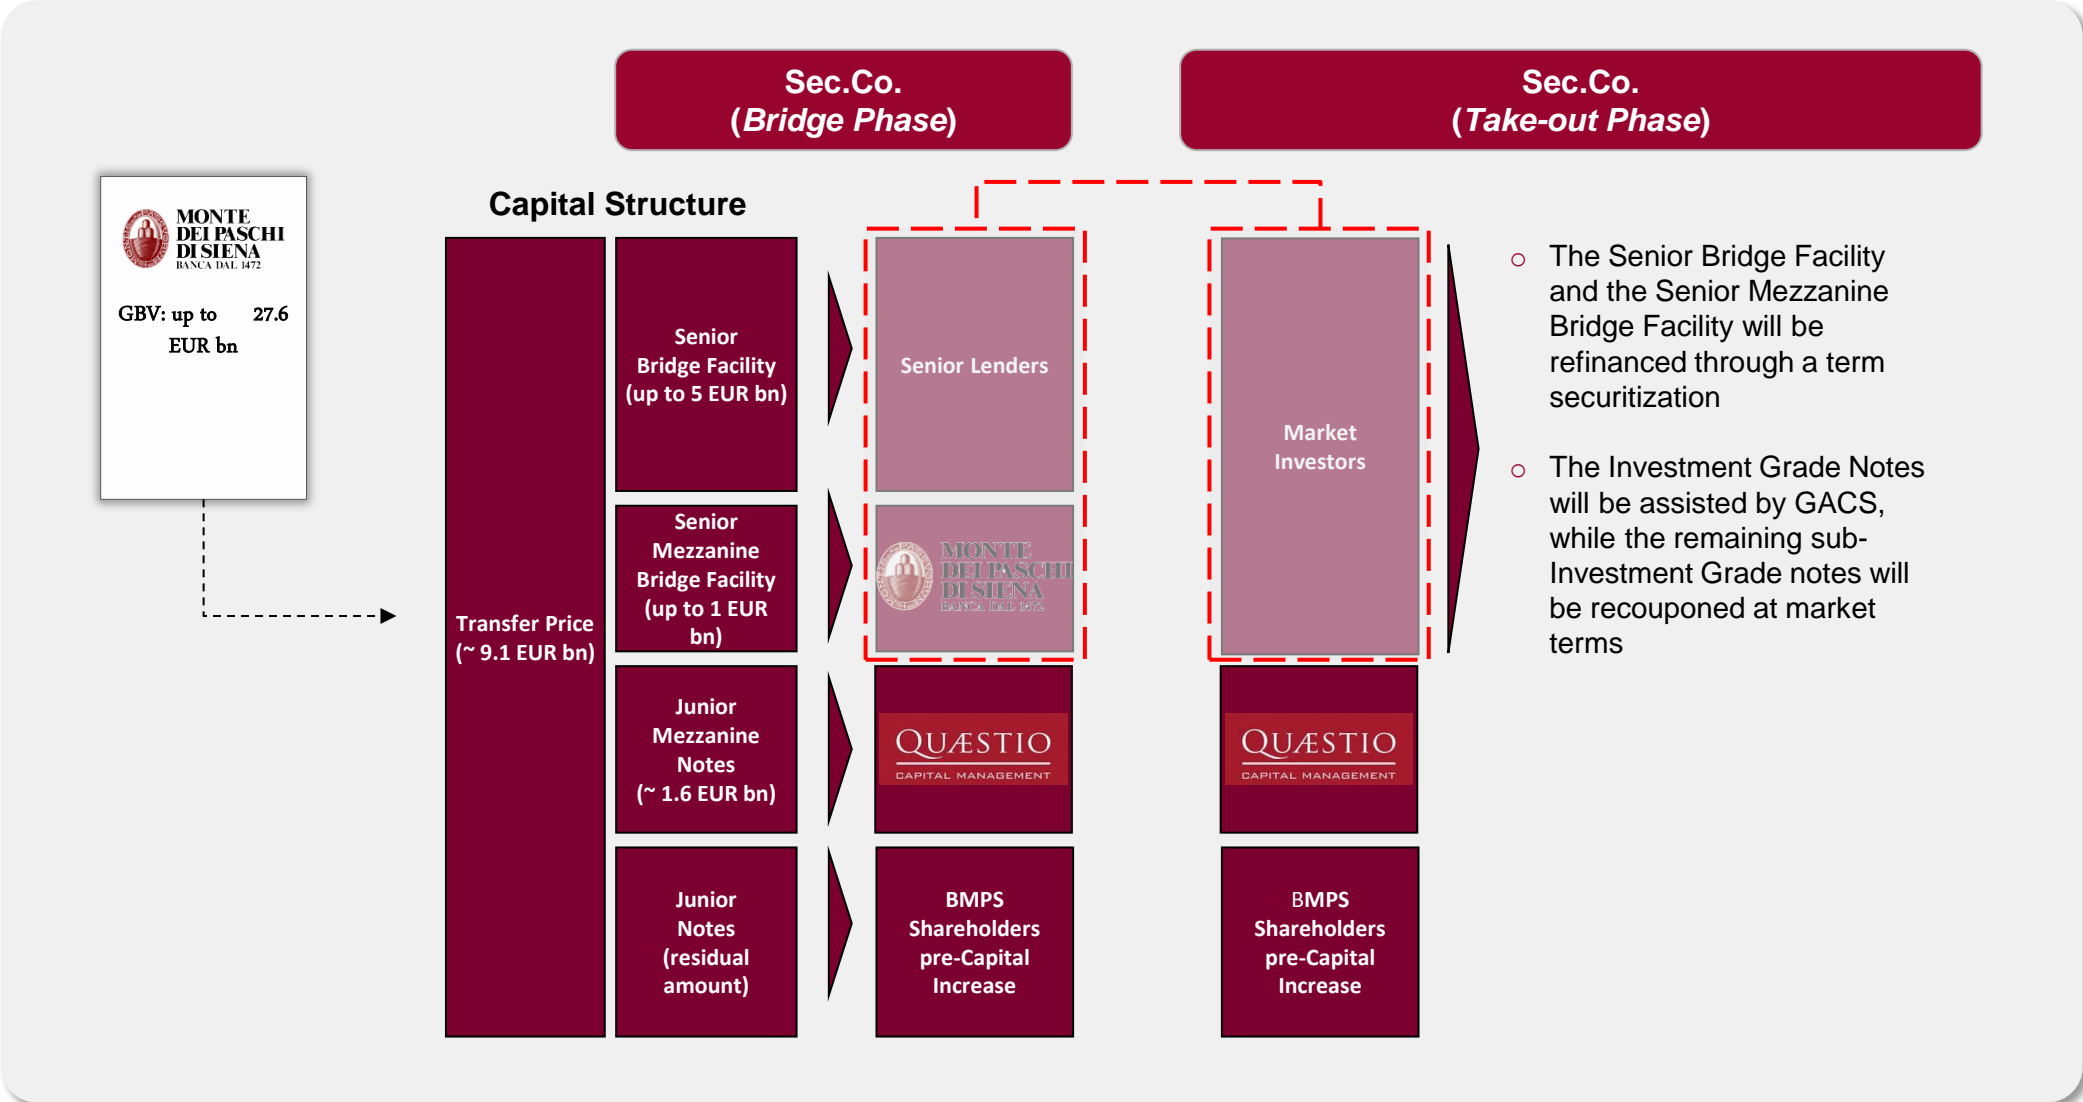 Sec.Co.
(Bridge Phase)
Sec.Co.
(Take-out Phase)
MONTE
DEI PASCHI
DI SIENA
BANCA DAL 1472
GBV: up to 27.6
EUR bn
Capital Structure
Transfer Price
(~ 9.1 EUR bn)
Senior
Bridge Facility
(up to 5 EUR bn)
Senior
Mezzanine
Bridge Facility
(up to 1 EUR
bn)
Junior
Mezzanine
Notes
(~ 1.6 EUR bn)
Junior
Notes
(residual
amount)
Senior Lenders
MONTE
DEI PASCHI
DI SIENA
BANCA DAL 1472
QUÆSTIO
CAPITAL MANAGEMENT
BMPS
Shareholders
pre-Capital
Increase
Market
Investors
QUÆSTIO
CAPITAL MANAGEMENT
BMPS
Shareholders
pre-Capital
Increase
○ The Senior Bridge Facility
and the Senior Mezzanine
Bridge Facility will be
refinanced through a term
securitization
○ The Investment Grade Notes
will be assisted by GACS,
while the remaining sub-
Investment Grade notes will
be recouponed at market
terms